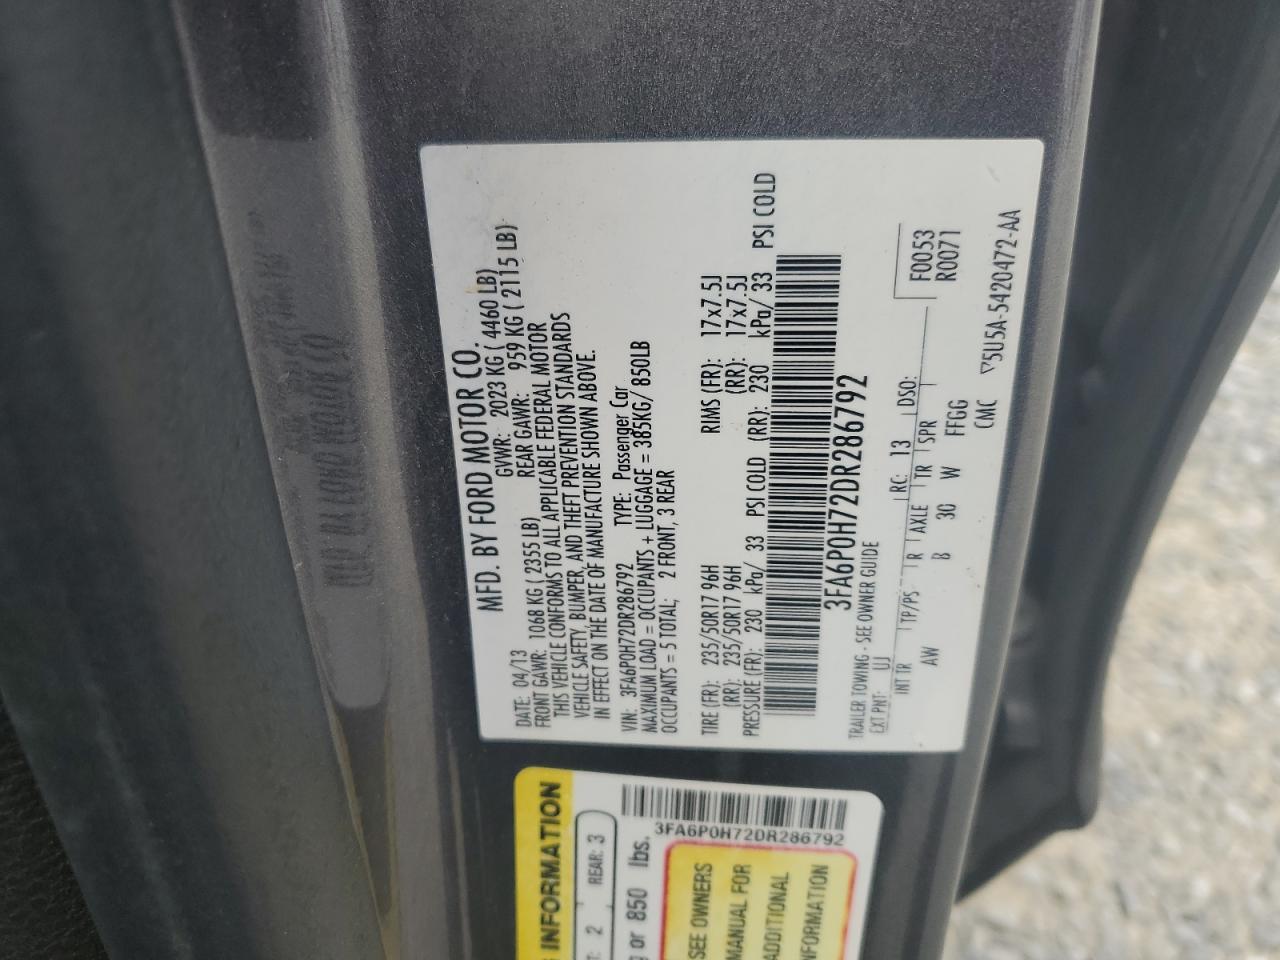 MFD. BY FORD MOTOR CO.
DATE: 04/13 GVWR: 2023 KG ( 4460 LB)
FRONT GAWR: 1068 KG ( 2355 LB) REAR GAWR: 959 KG ( 2115 LB)
THIS VEHICLE CONFORMS TO ALL APPLICABLE FEDERAL MOTOR
VEHICLE SAFETY, BUMPER, AND THEFT PREVENTION STANDARDS
IN EFFECT ON THE DATE OF MANUFACTURE SHOWN ABOVE.
VIN: 3FA6P0H72DR286792 TYPE: Passenger Car
MAXIMUM LOAD = OCCUPANTS + LUGGAGE = 385KG/ 850LB
OCCUPANTS = 5 TOTAL; 2 FRONT, 3 REAR
TIRE (FR): 235/50R17 96H RIMS (FR): 17x7.5J
(RR): 235/50R17 96H (RR): 17x7.5J
PRESSURE (FR): 230 kPa/ 33 PSI COLD (RR): 230 kPa/ 33 PSI COLD
3FA6P0H72DR286792
TRAILER TOWING - SEE OWNER GUIDE
EXT PNT: UJ RC: 13 DSO: F0053
INT TR TP/PS R AXLE TR SPR R0071
AW B 30 W FFGG
CMC ▽5U5A-5420472-AA
INFORMATION
2 REAR: 3
or 850 lbs.
3FA6P0H72DR286792
SEE OWNERS
MANUAL FOR
ADDITIONAL
INFORMATION